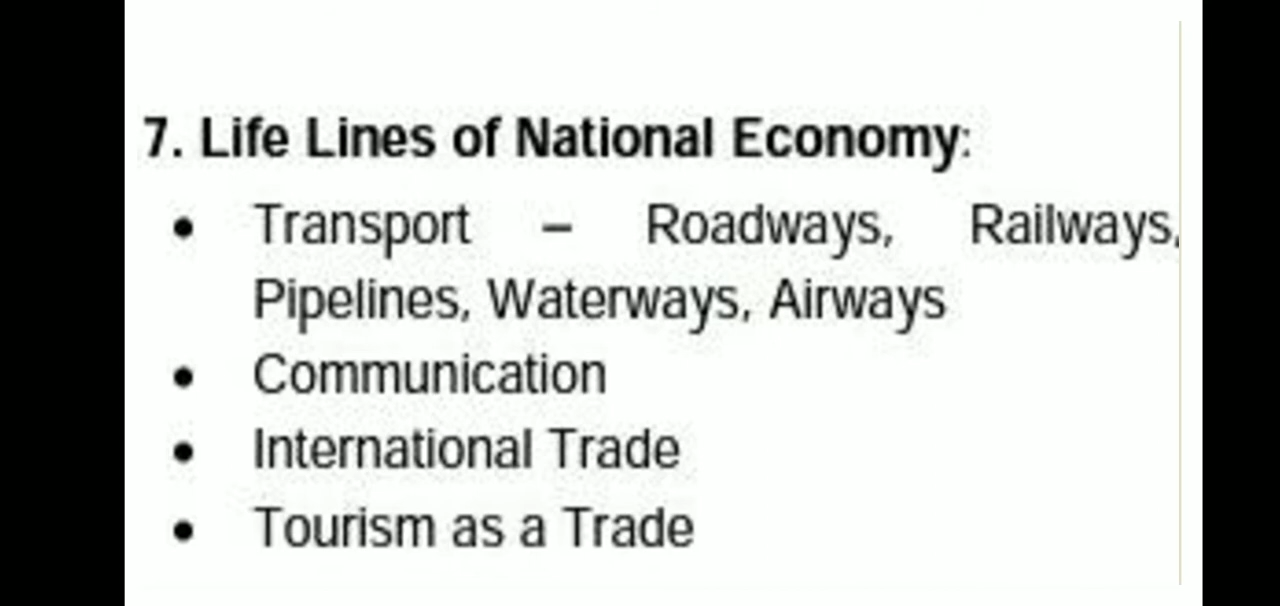 7. Life Lines of National Economy:
• Transport – Roadways, Railways,
Pipelines, Waterways, Airways
• Communication
• International Trade
• Tourism as a Trade